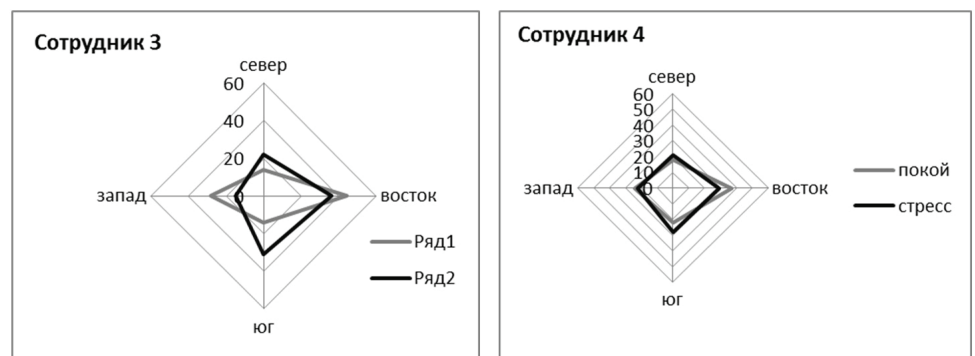 Сотрудник 3
север
60
40
20
0
запад
восток
юг
Ряд1
Ряд2
Сотрудник 4
север
60
50
40
30
20
10
0
запад
восток
юг
покой
стресс